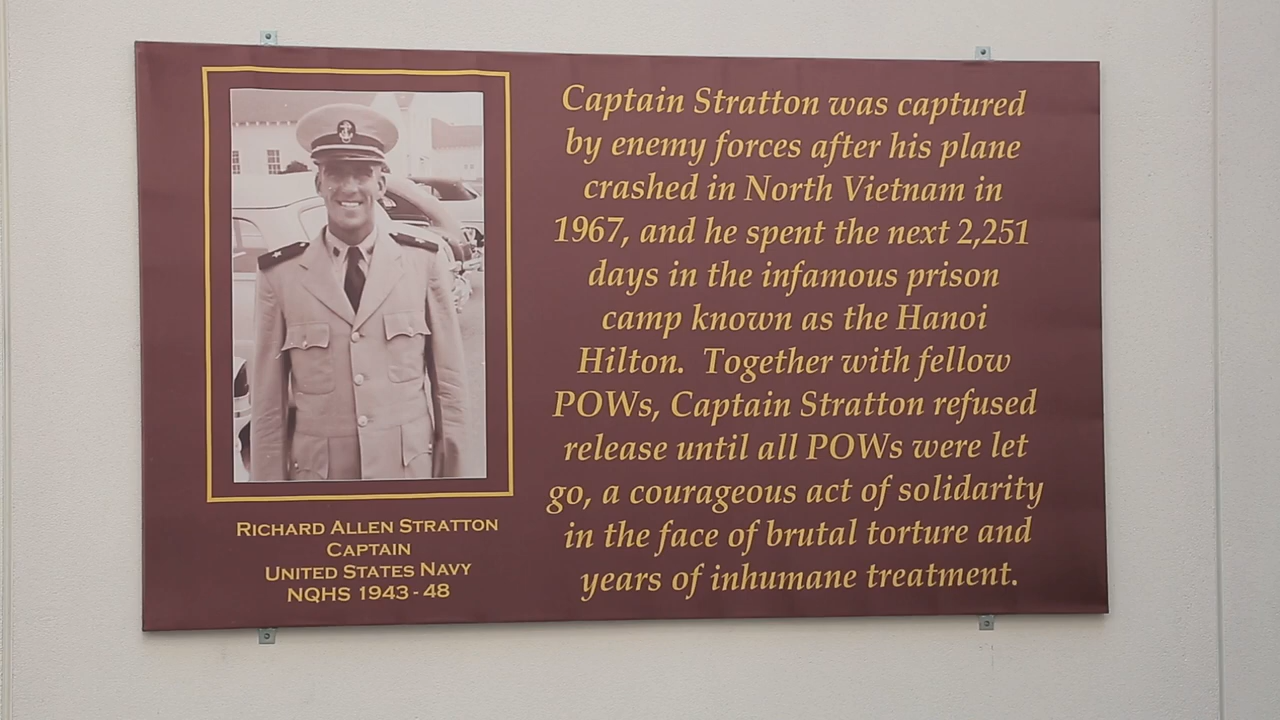 Captain Stratton was captured
by enemy forces after his plane
crashed in North Vietnam in
1967, and he spent the next 2,251
days in the infamous prison
camp known as the Hanoi
Hilton. Together with fellow
POWs, Captain Stratton refused
release until all POWs were let
go, a courageous act of solidarity
in the face of brutal torture and
years of inhumane treatment.
RICHARD ALLEN STRATTON
CAPTAIN
UNITED STATES NAVY
NQHS 1943-48